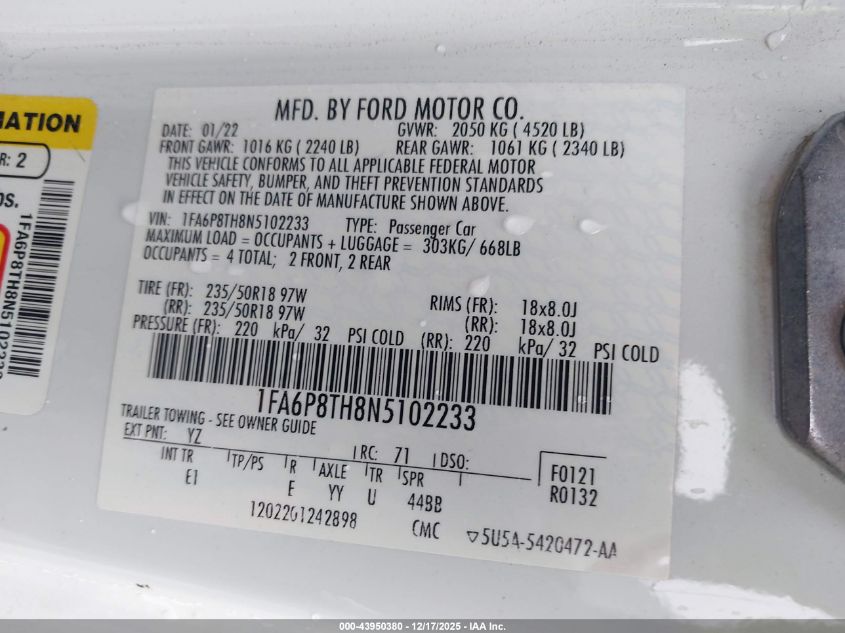 MATION
R: 2
1FA6P8TH8N5102233
MFD. BY FORD MOTOR CO.
DATE: 01/22 GVWR: 2050 KG ( 4520 LB)
FRONT GAWR: 1016 KG ( 2240 LB) REAR GAWR: 1061 KG ( 2340 LB)
THIS VEHICLE CONFORMS TO ALL APPLICABLE FEDERAL MOTOR
VEHICLE SAFETY, BUMPER, AND THEFT PREVENTION STANDARDS
IN EFFECT ON THE DATE OF MANUFACTURE SHOWN ABOVE.
VIN: 1FA6P8TH8N5102233 TYPE: Passenger Car
MAXIMUM LOAD = OCCUPANTS + LUGGAGE = 303KG/ 668LB
OCCUPANTS = 4 TOTAL; 2 FRONT, 2 REAR
TIRE (FR): 235/50R18 97W RIMS (FR): 18x8.0J
(RR): 235/50R18 97W (RR): 18x8.0J
PRESSURE (FR): 220 kPa/ 32 PSI COLD (RR): 220 kPa/ 32 PSI COLD
1FA6P8TH8N5102233
TRAILER TOWING - SEE OWNER GUIDE
EXT PNT: YZ RC: 71 DSO:
INT TR TP/PS R AXLE TR SPR F0121
E1 E YY U 44BB R0132
1202201242898 CMC ▽5U5A-5420472-AA
000-43950380 - 12/17/2025 - IAA Inc.